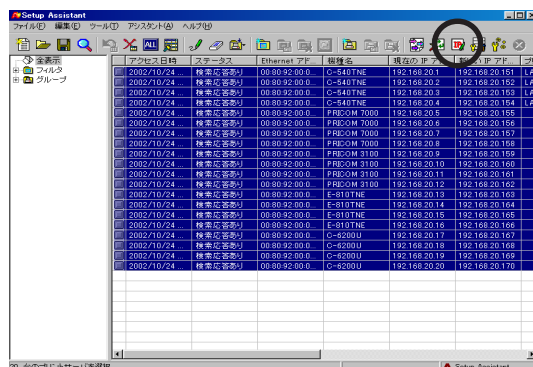 Setup Assistant
ファイル(F) 編集(E) ツール(T) アシスタント(A) ヘルプ(H)
全表示
フィルタ
グループ
アクセス日時 ステータス Ethernet アド... 機種名 現在の IP アド... IP アド...
2002/10/24 ... 検索応答あり 00:80:92:00:0... C-540TNE 192.168.20.1 192.168.20.151 LA
2002/10/24 ... 検索応答あり 00:80:92:00:0... C-540TNE 192.168.20.2 192.168.20.152 LA
2002/10/24 ... 検索応答あり 00:80:92:00:0... C-540TNE 192.168.20.3 192.168.20.153 LA
2002/10/24 ... 検索応答あり 00:80:92:00:0... C-540TNE 192.168.20.4 192.168.20.154 LA
2002/10/24 ... 検索応答あり 00:80:92:00:0... PRICOM 7000 192.168.20.5 192.168.20.155
2002/10/24 ... 検索応答あり 00:80:92:00:0... PRICOM 7000 192.168.20.6 192.168.20.156
2002/10/24 ... 検索応答あり 00:80:92:00:0... PRICOM 7000 192.168.20.7 192.168.20.157
2002/10/24 ... 検索応答あり 00:80:92:00:0... PRICOM 7000 192.168.20.8 192.168.20.158
2002/10/24 ... 検索応答あり 00:80:92:00:0... PRICOM 3100 192.168.20.9 192.168.20.159
2002/10/24 ... 検索応答あり 00:80:92:00:0... PRICOM 3100 192.168.20.10 192.168.20.160
2002/10/24 ... 検索応答あり 00:80:92:00:0... PRICOM 3100 192.168.20.11 192.168.20.161
2002/10/24 ... 検索応答あり 00:80:92:00:0... PRICOM 3100 192.168.20.12 192.168.20.162
2002/10/24 ... 検索応答あり 00:80:92:00:0... E-810TNE 192.168.20.13 192.168.20.163
2002/10/24 ... 検索応答あり 00:80:92:00:0... E-810TNE 192.168.20.14 192.168.20.164
2002/10/24 ... 検索応答あり 00:80:92:00:0... E-810TNE 192.168.20.15 192.168.20.165
2002/10/24 ... 検索応答あり 00:80:92:00:0... E-810TNE 192.168.20.16 192.168.20.166
2002/10/24 ... 検索応答あり 00:80:92:00:0... C-6200U 192.168.20.17 192.168.20.167
2002/10/24 ... 検索応答あり 00:80:92:00:0... C-6200U 192.168.20.18 192.168.20.168
2002/10/24 ... 検索応答あり 00:80:92:00:0... C-6200U 192.168.20.19 192.168.20.169
2002/10/24 ... 検索応答あり 00:80:92:00:0... C-6200U 192.168.20.20 192.168.20.170
Setup Assistant